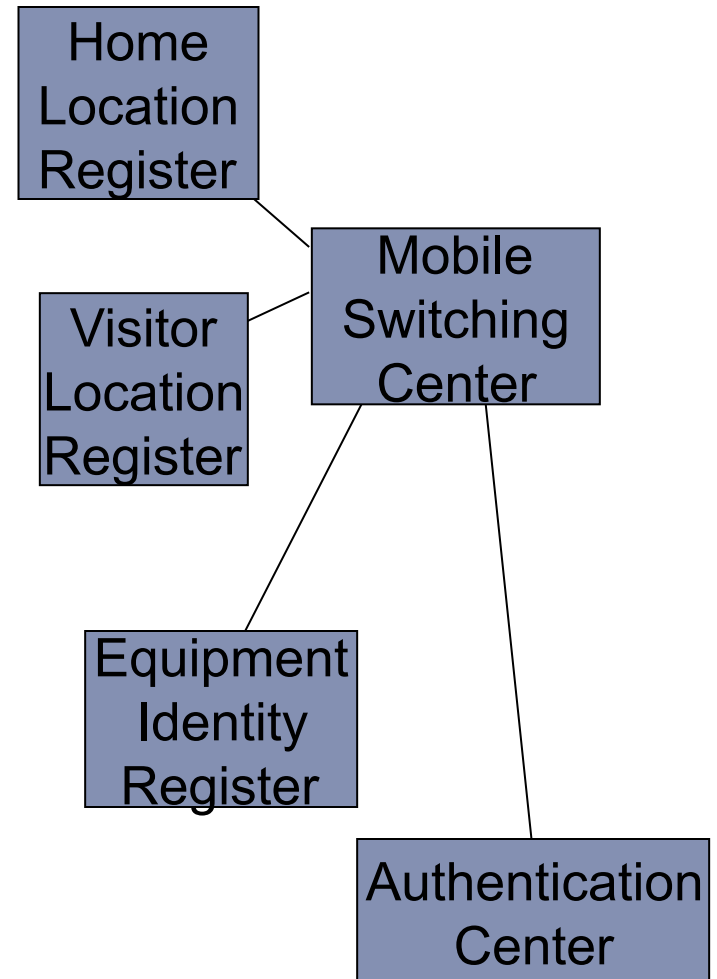 Home
Location
Register
Mobile
Switching
Center
Visitor
Location
Register
Equipment
Identity
Register
Authentication
Center